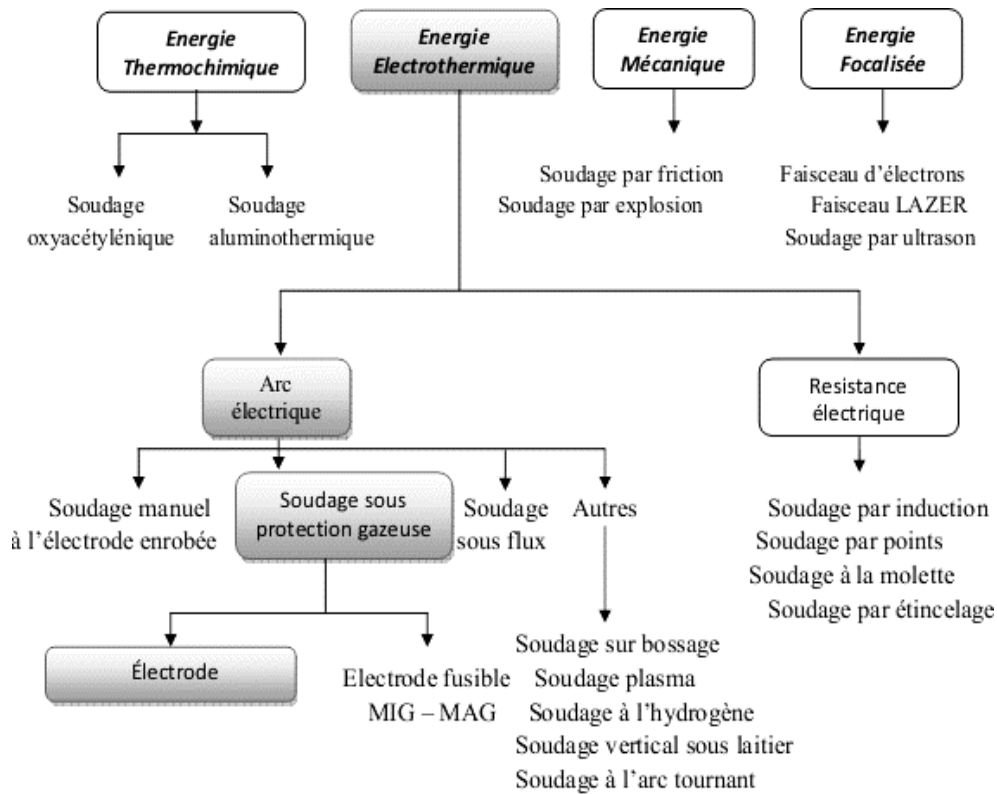 Energie
Thermochimique
Energie
Electrothermique
Energie
Mécanique
Energie
Focalisée
Soudage
oxyacétylénique
Soudage
aluminothermique
Soudage par friction
Soudage par explosion
Faisceau d'électrons
Faisceau LAZER
Soudage par ultrason
Arc
électrique
Resistance
électrique
Soudage manuel
à l'électrode enrobée
Soudage sous
protection gazeuse
Soudage
sous flux
Autres
Soudage par induction
Soudage par points
Soudage à la molette
Soudage par étincelage
Électrode
Electrode fusible
MIG – MAG
Soudage sur bossage
Soudage plasma
Soudage à l'hydrogène
Soudage vertical sous laitier
Soudage à l'arc tournant